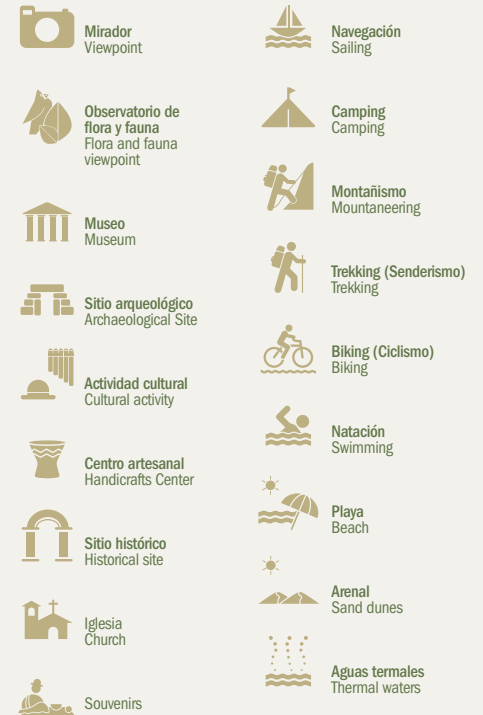 Mirador
Viewpoint
Observatorio de
flora y fauna
Flora and fauna
viewpoint
Museo
Museum
Sitio arqueológico
Archaeological Site
Actividad cultural
Cultural activity
Centro artesanal
Handicrafts Center
Sitio histórico
Historical site
Iglesia
Church
Souvenirs
Navegación
Sailing
Camping
Camping
Montañismo
Mountaneering
Trekking (Senderismo)
Trekking
Biking (Ciclismo)
Biking
Natación
Swimming
Playa
Beach
Arenal
Sand dunes
Aguas termales
Thermal waters